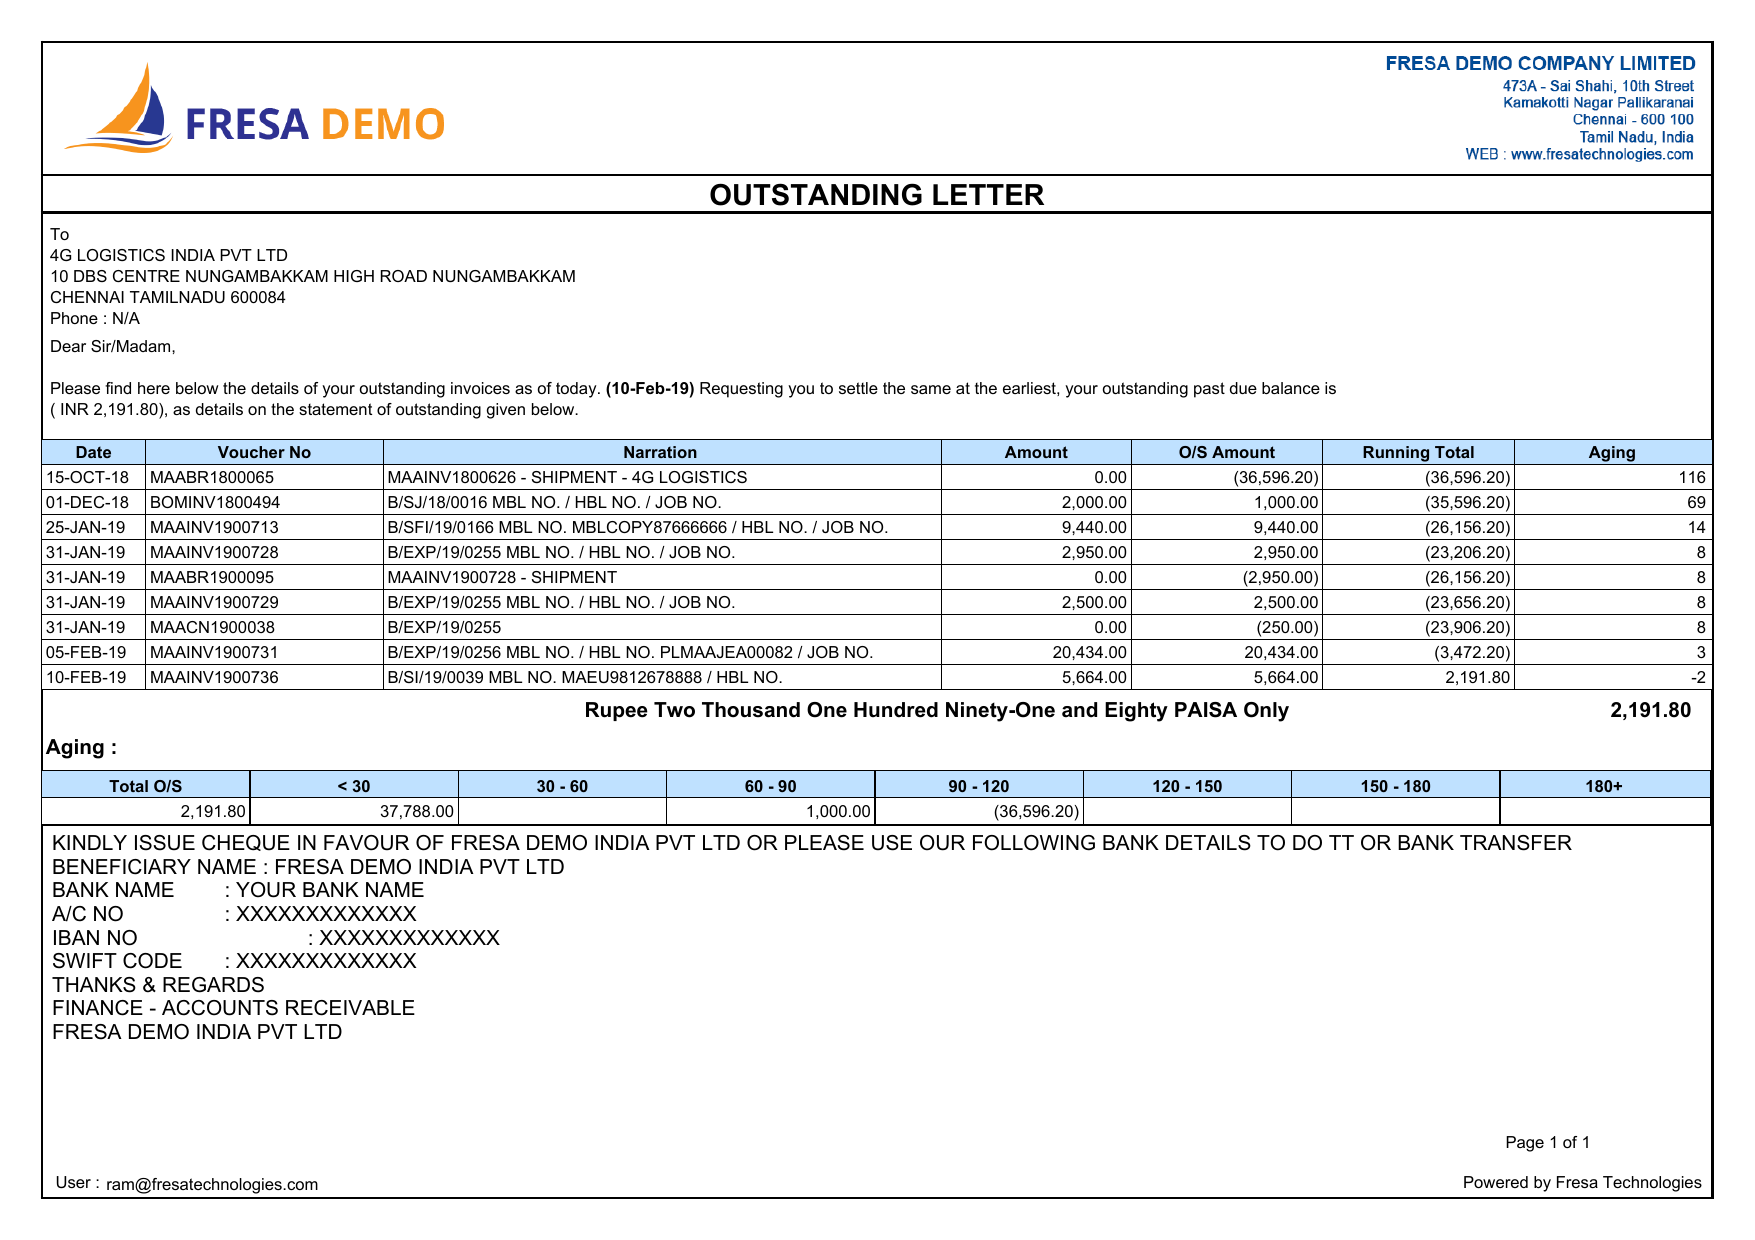 FRESA DEMO
FRESA DEMO COMPANY LIMITED
473A - Sai Shahi, 10th Street
Kamakotti Nagar Pallikaranai
Chennai - 600 100
Tamil Nadu, India
WEB : www.fresatechnologies.com
OUTSTANDING LETTER
To
4G LOGISTICS INDIA PVT LTD
10 DBS CENTRE NUNGAMBAKKAM HIGH ROAD NUNGAMBAKKAM
CHENNAI TAMILNADU 600084
Phone : N/A
Dear Sir/Madam,
Please find here below the details of your outstanding invoices as of today. (10-Feb-19) Requesting you to settle the same at the earliest, your outstanding past due balance is
( INR 2,191.80), as details on the statement of outstanding given below.
Date Voucher No Narration Amount O/S Amount Running Total Aging
15-OCT-18 MAABR1800065 MAAINV1800626 - SHIPMENT - 4G LOGISTICS 0.00 (36,596.20) (36,596.20) 116
01-DEC-18 BOMINV1800494 B/SJ/18/0016 MBL NO. / HBL NO. / JOB NO. 2,000.00 1,000.00 (35,596.20) 69
25-JAN-19 MAAINV1900713 B/SFI/19/0166 MBL NO. MBLCOPY87666666 / HBL NO. / JOB NO. 9,440.00 9,440.00 (26,156.20) 14
31-JAN-19 MAAINV1900728 B/EXP/19/0255 MBL NO. / HBL NO. / JOB NO. 2,950.00 2,950.00 (23,206.20) 8
31-JAN-19 MAABR1900095 MAAINV1900728 - SHIPMENT 0.00 (2,950.00) (26,156.20) 8
31-JAN-19 MAAINV1900729 B/EXP/19/0255 MBL NO. / HBL NO. / JOB NO. 2,500.00 2,500.00 (23,656.20) 8
31-JAN-19 MAACN1900038 B/EXP/19/0255 0.00 (250.00) (23,906.20) 8
05-FEB-19 MAAINV1900731 B/EXP/19/0256 MBL NO. / HBL NO. PLMAAJEA00082 / JOB NO. 20,434.00 20,434.00 (3,472.20) 3
10-FEB-19 MAAINV1900736 B/SI/19/0039 MBL NO. MAEU9812678888 / HBL NO. 5,664.00 5,664.00 2,191.80 -2
Rupee Two Thousand One Hundred Ninety-One and Eighty PAISA Only 2,191.80
Aging :
Total O/S < 30 30 - 60 60 - 90 90 - 120 120 - 150 150 - 180 180+
2,191.80 37,788.00 1,000.00 (36,596.20)
KINDLY ISSUE CHEQUE IN FAVOUR OF FRESA DEMO INDIA PVT LTD OR PLEASE USE OUR FOLLOWING BANK DETAILS TO DO TT OR BANK TRANSFER
BENEFICIARY NAME : FRESA DEMO INDIA PVT LTD
BANK NAME : YOUR BANK NAME
A/C NO : XXXXXXXXXXXXX
IBAN NO : XXXXXXXXXXXXX
SWIFT CODE : XXXXXXXXXXXXX
THANKS & REGARDS
FINANCE - ACCOUNTS RECEIVABLE
FRESA DEMO INDIA PVT LTD
Page 1 of 1
User : ram@fresatechnologies.com Powered by Fresa Technologies